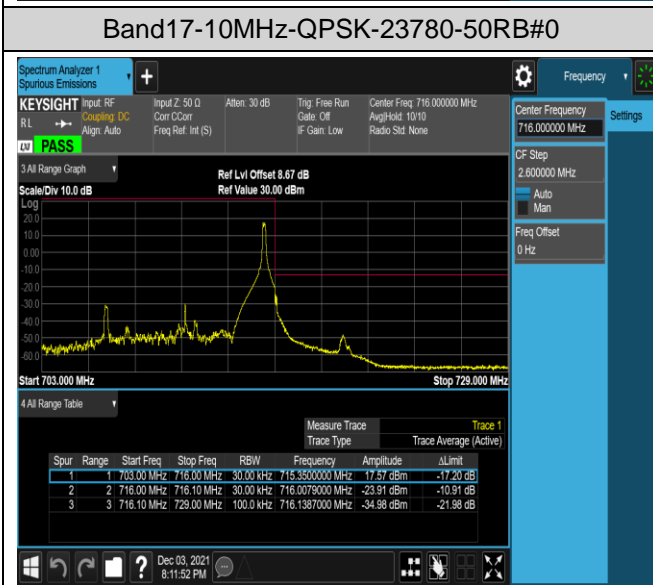 Band17-10MHz-QPSK-23780-50RB#0
Spectrum Analyzer 1
Spurious Emissions
+
Frequency
KEYSIGHT Input: RF Input Z: 50 Ω Atten: 30 dB Trig: Free Run Center Freq: 716.000000 MHz
RL Coupling: DC Corr CCorr Gate: Off Avg|Hold: 10/10
Align: Auto Freq Ref: Int (S) IF Gain: Low Radio Std: None
LXI PASS
Center Frequency
716.000000 MHz
Settings
CF Step
2.600000 MHz
Auto
Man
Freq Offset
0 Hz
3 All Range Graph
Ref Lvl Offset 8.67 dB
Scale/Div 10.0 dB Ref Value 30.00 dBm
Log
20.0
10.0
0.00
-10.0
-20.0
-30.0
-40.0
-50.0
-60.0
Start 703.000 MHz Stop 729.000 MHz
4 All Range Table
Measure Trace Trace 1
Trace Type Trace Average (Active)
Spur Range Start Freq Stop Freq RBW Frequency Amplitude ΔLimit
1 1 703.00 MHz 716.00 MHz 30.00 kHz 715.3500000 MHz 17.57 dBm -17.20 dB
2 2 716.00 MHz 716.10 MHz 30.00 kHz 716.0079000 MHz -23.91 dBm -10.91 dB
3 3 716.10 MHz 729.00 MHz 100.0 kHz 716.1387000 MHz -34.98 dBm -21.98 dB
? Dec 03, 2021
8:11:52 PM